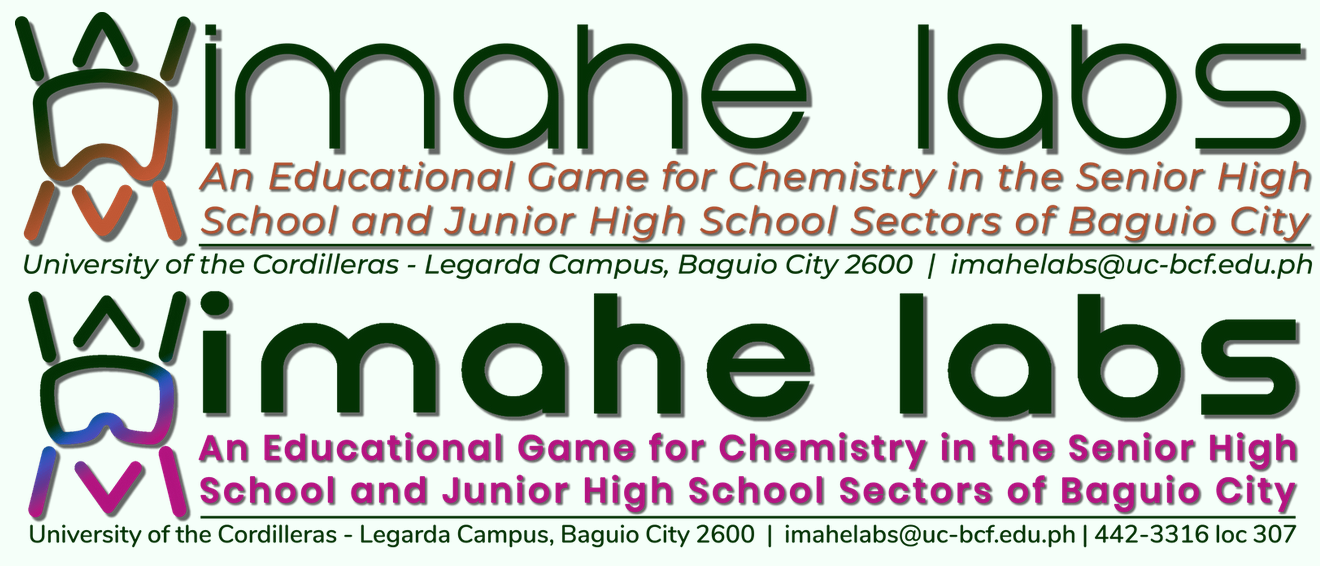 imahe labs
An Educational Game for Chemistry in the Senior High
School and Junior High School Sectors of Baguio City
University of the Cordilleras - Legarda Campus, Baguio City 2600 | imahelabs@uc-bcf.edu.ph
imahe labs
An Educational Game for Chemistry in the Senior High
School and Junior High School Sectors of Baguio City
University of the Cordilleras - Legarda Campus, Baguio City 2600 | imahelabs@uc-bcf.edu.ph | 442-3316 loc 307